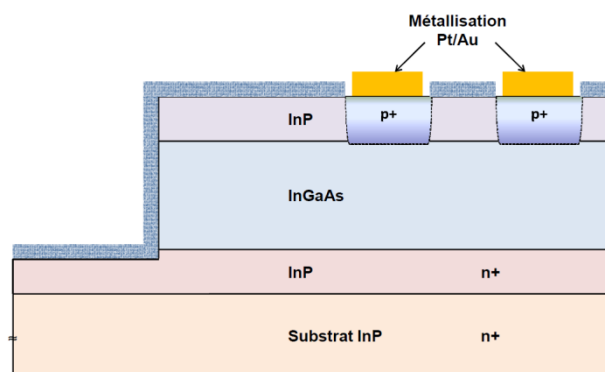 Métallisation
Pt/Au
InP
p+
p+
InGaAs
InP n+
Substrat InP n+
≈